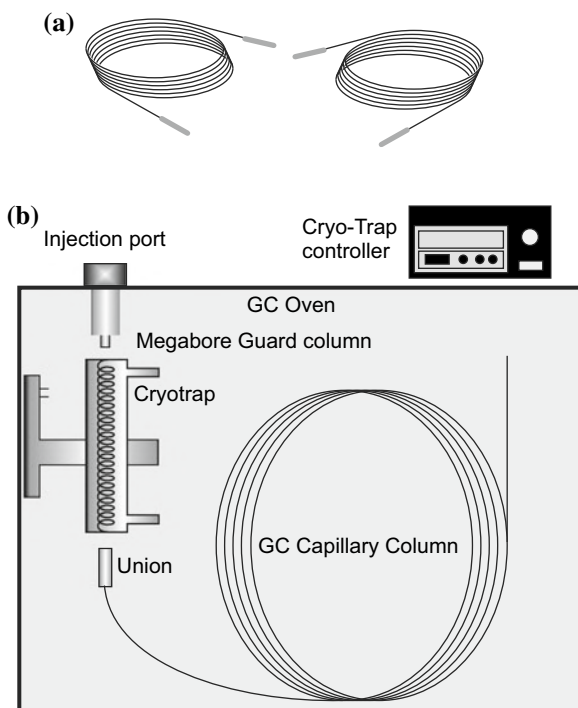 (a)
(b)
Injection port
Cryo-Trap
controller
GC Oven
Megabore Guard column
Cryotrap
GC Capillary Column
Union